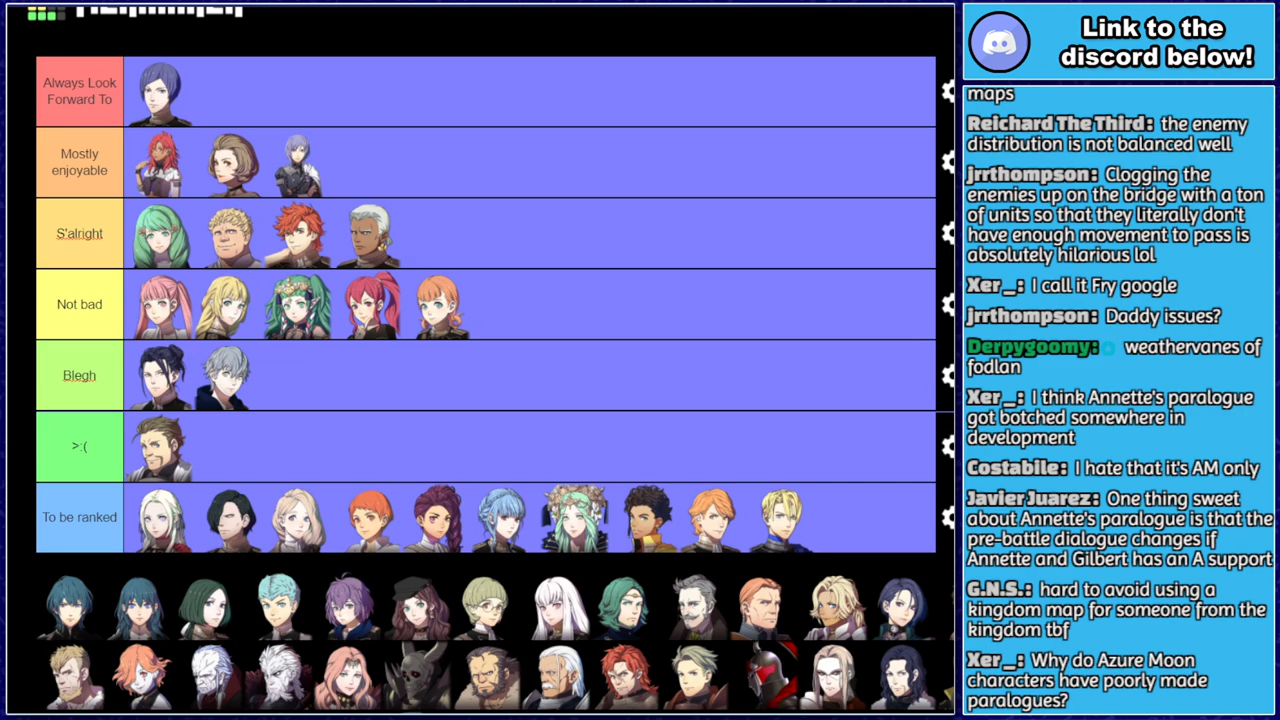 Always Look
Forward To
Mostly
enjoyable
S'alright
Not bad
Blegh
>:(
To be ranked
Link to the
discord below!
maps
Reichard The Third: the enemy
distribution is not balanced well
jrrthompson: Clogging the
enemies up on the bridge with a ton
of units so that they literally don't
have enough movement to pass is
absolutely hilarious lol
Xer_: I call it Fry google
jrrthompson: Daddy issues?
Derpygoomy: weathervanes of
fodlan
Xer_: I think Annette's paralogue
got botched somewhere in
development
Costabile: I hate that it's AM only
Javier Juarez: One thing sweet
about Annette's paralogue is that the
pre-battle dialogue changes if
Annette and Gilbert has an A support
G.N.S.: hard to avoid using a
kingdom map for someone from the
kingdom tbf
Xer_: Why do Azure Moon
characters have poorly made
paralogues?